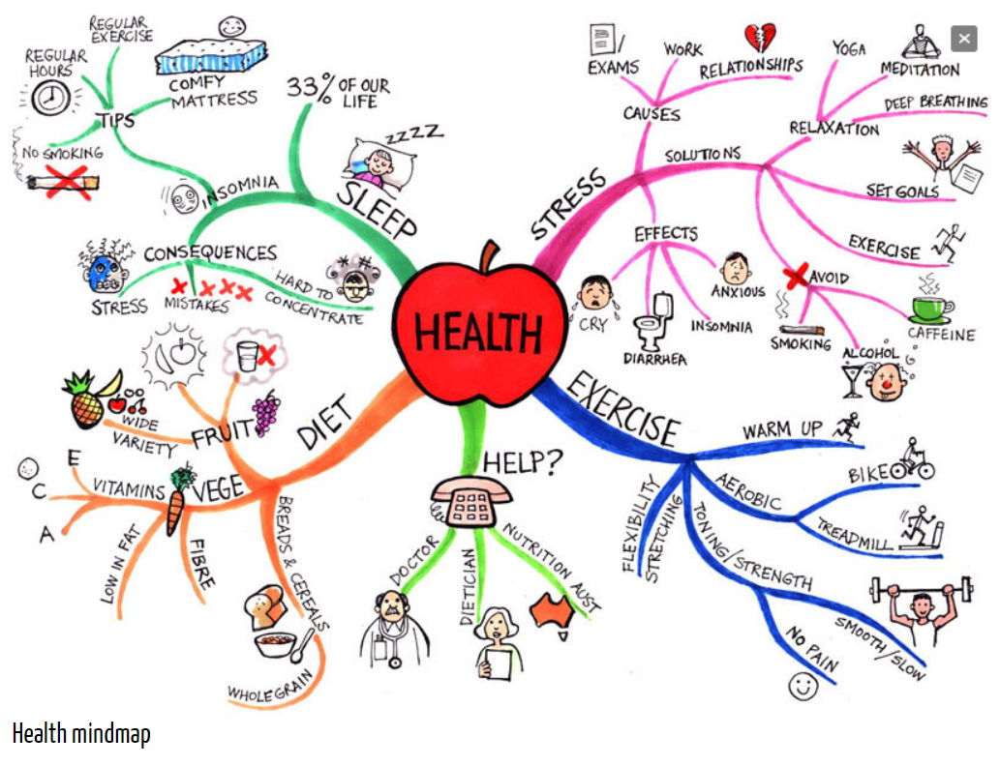 HEALTH
SLEEP
33% OF OUR
LIFE
ZZZZ
INSOMNIA
TIPS
REGULAR
EXERCISE
REGULAR
HOURS
COMFY
MATTRESS
NO SMOKING
CONSEQUENCES
STRESS
MISTAKES
HARD TO
CONCENTRATE
STRESS
CAUSES
EXAMS
WORK
RELATIONSHIPS
SOLUTIONS
RELAXATION
YOGA
MEDITATION
DEEP BREATHING
SET GOALS
EXERCISE
AVOID
SMOKING
ALCOHOL
CAFFEINE
EFFECTS
CRY
DIARRHEA
INSOMNIA
ANXIOUS
DIET
FRUIT
WIDE
VARIETY
VEGE
VITAMINS
E
C
A
LOW IN FAT
FIBRE
BREADS & CEREALS
WHOLEGRAIN
HELP?
DOCTOR
DIETICIAN
NUTRITION AUST
EXERCISE
WARM UP
AEROBIC
BIKE
TREADMILL
TONING/STRENGTH
SMOOTH/SLOW
NO PAIN
FLEXIBILITY
STRETCHING
Health mindmap